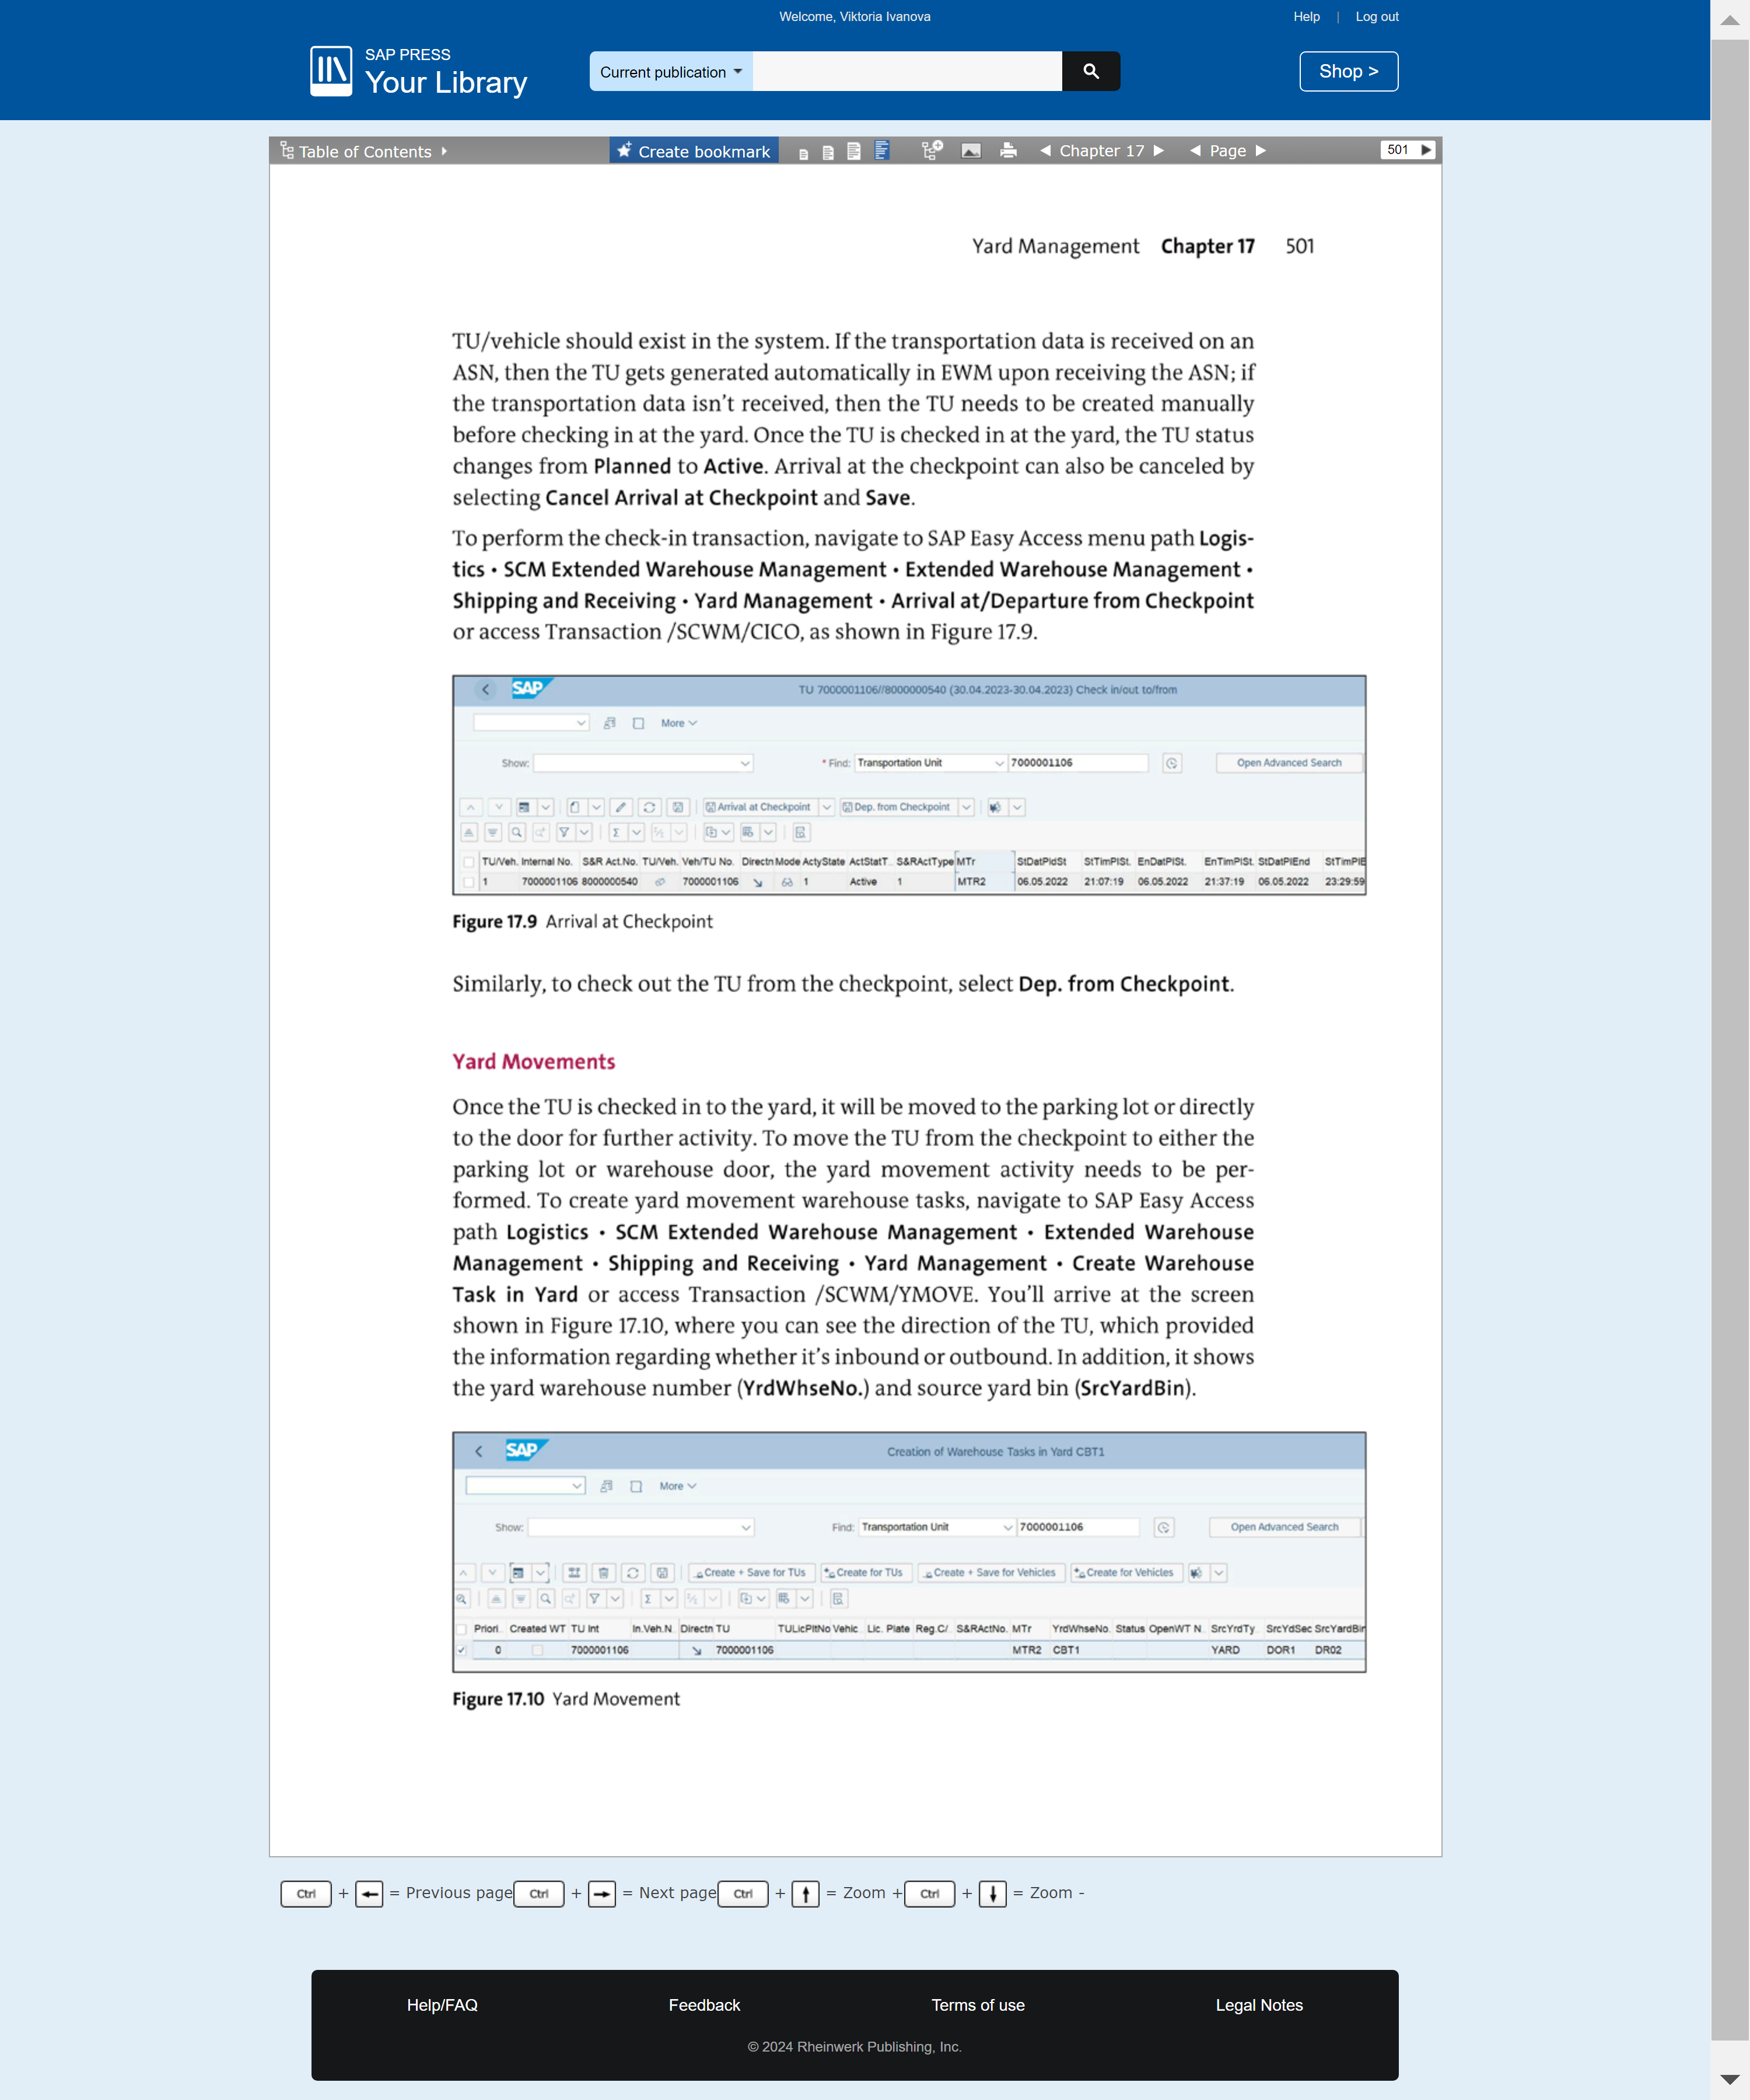 Welcome, Viktoria Ivanova
Help | Log out
SAP PRESS
Your Library
Current publication
Shop >
Table of Contents
Create bookmark
Chapter 17
Page
501
Yard Management Chapter 17 501
TU/vehicle should exist in the system. If the transportation data is received on an
ASN, then the TU gets generated automatically in EWM upon receiving the ASN; if
the transportation data isn't received, then the TU needs to be created manually
before checking in at the yard. Once the TU is checked in at the yard, the TU status
changes from Planned to Active. Arrival at the checkpoint can also be canceled by
selecting Cancel Arrival at Checkpoint and Save.
To perform the check-in transaction, navigate to SAP Easy Access menu path Logis-
tics • SCM Extended Warehouse Management • Extended Warehouse Management •
Shipping and Receiving • Yard Management • Arrival at/Departure from Checkpoint
or access Transaction /SCWM/CICO, as shown in Figure 17.9.
SAP
TU 7000001106//8000000540 (30.04.2023-30.04.2023) Check in/out to/from
More
Show:
* Find: Transportation Unit 7000001106
Open Advanced Search
Arrival at Checkpoint
Dep. from Checkpoint
TU/Veh. Internal No. S&R Act.No. TU/Veh. Veh/TU No. Directn Mode ActyState ActStatT.. S&RActType MTr StDatPldSt StTimPlSt. EnDatPlSt. EnTimPlSt. StDatPlEnd StTimPlE
1 7000001106 8000000540 7000001106 1 Active 1 MTR2 06.05.2022 21:07:19 06.05.2022 21:37:19 06.05.2022 23:29:59
Figure 17.9 Arrival at Checkpoint
Similarly, to check out the TU from the checkpoint, select Dep. from Checkpoint.
Yard Movements
Once the TU is checked in to the yard, it will be moved to the parking lot or directly
to the door for further activity. To move the TU from the checkpoint to either the
parking lot or warehouse door, the yard movement activity needs to be per-
formed. To create yard movement warehouse tasks, navigate to SAP Easy Access
path Logistics • SCM Extended Warehouse Management • Extended Warehouse
Management • Shipping and Receiving • Yard Management • Create Warehouse
Task in Yard or access Transaction /SCWM/YMOVE. You'll arrive at the screen
shown in Figure 17.10, where you can see the direction of the TU, which provided
the information regarding whether it's inbound or outbound. In addition, it shows
the yard warehouse number (YrdWhseNo.) and source yard bin (SrcYardBin).
SAP
Creation of Warehouse Tasks in Yard CBT1
More
Show:
Find: Transportation Unit 7000001106
Open Advanced Search
Create + Save for TUs
Create for TUs
Create + Save for Vehicles
Create for Vehicles
Priori.. Created WT TU Int In.Veh.N.. Directn TU TULicPltNo Vehic.. Lic. Plate Reg.C/.. S&RActNo. MTr YrdWhseNo. Status OpenWT N.. SrcYrdTy.. SrcYdSec SrcYardBin
0 7000001106 7000001106 MTR2 CBT1 YARD DOR1 DR02
Figure 17.10 Yard Movement
Ctrl + ← = Previous page Ctrl + → = Next page Ctrl + ↑ = Zoom + Ctrl + ↓ = Zoom -
Help/FAQ
Feedback
Terms of use
Legal Notes
© 2024 Rheinwerk Publishing, Inc.